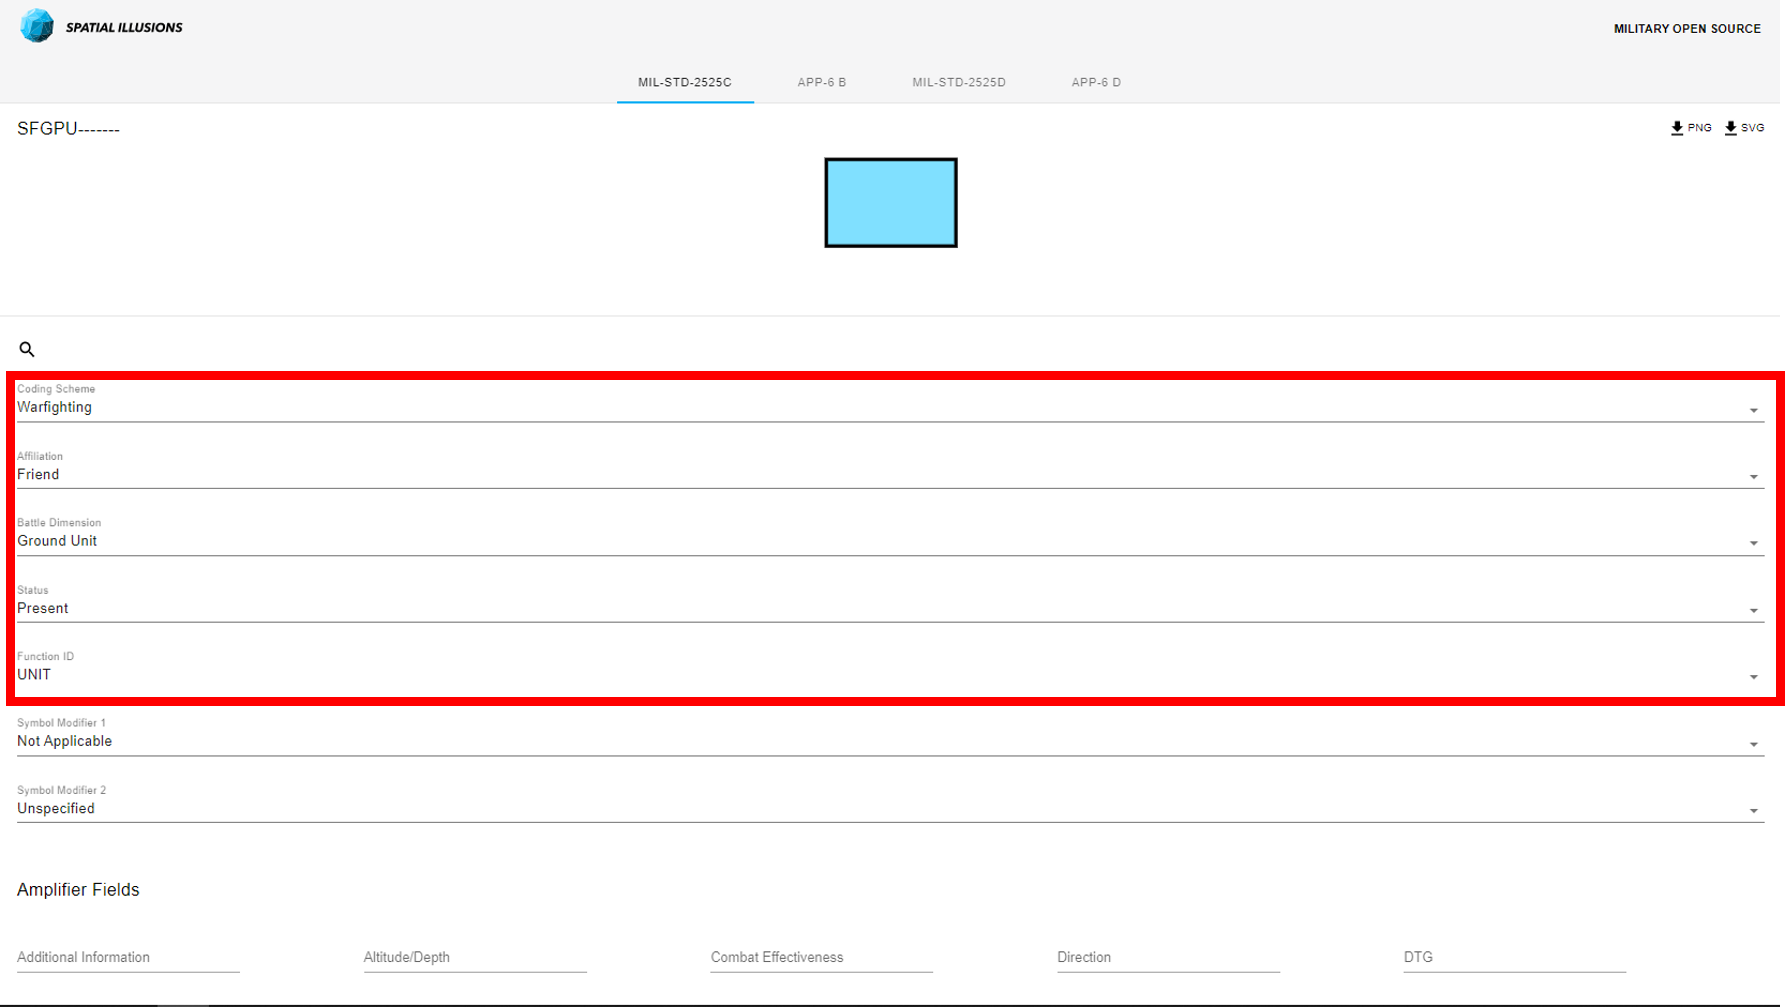 SPATIAL ILLUSIONS
MILITARY OPEN SOURCE
MIL-STD-2525C
APP-6 B
MIL-STD-2525D
APP-6 D
SFGPU-------
PNG
SVG
Coding Scheme
Warfighting
Affiliation
Friend
Battle Dimension
Ground Unit
Status
Present
Function ID
UNIT
Symbol Modifier 1
Not Applicable
Symbol Modifier 2
Unspecified
Amplifier Fields
Additional Information
Altitude/Depth
Combat Effectiveness
Direction
DTG